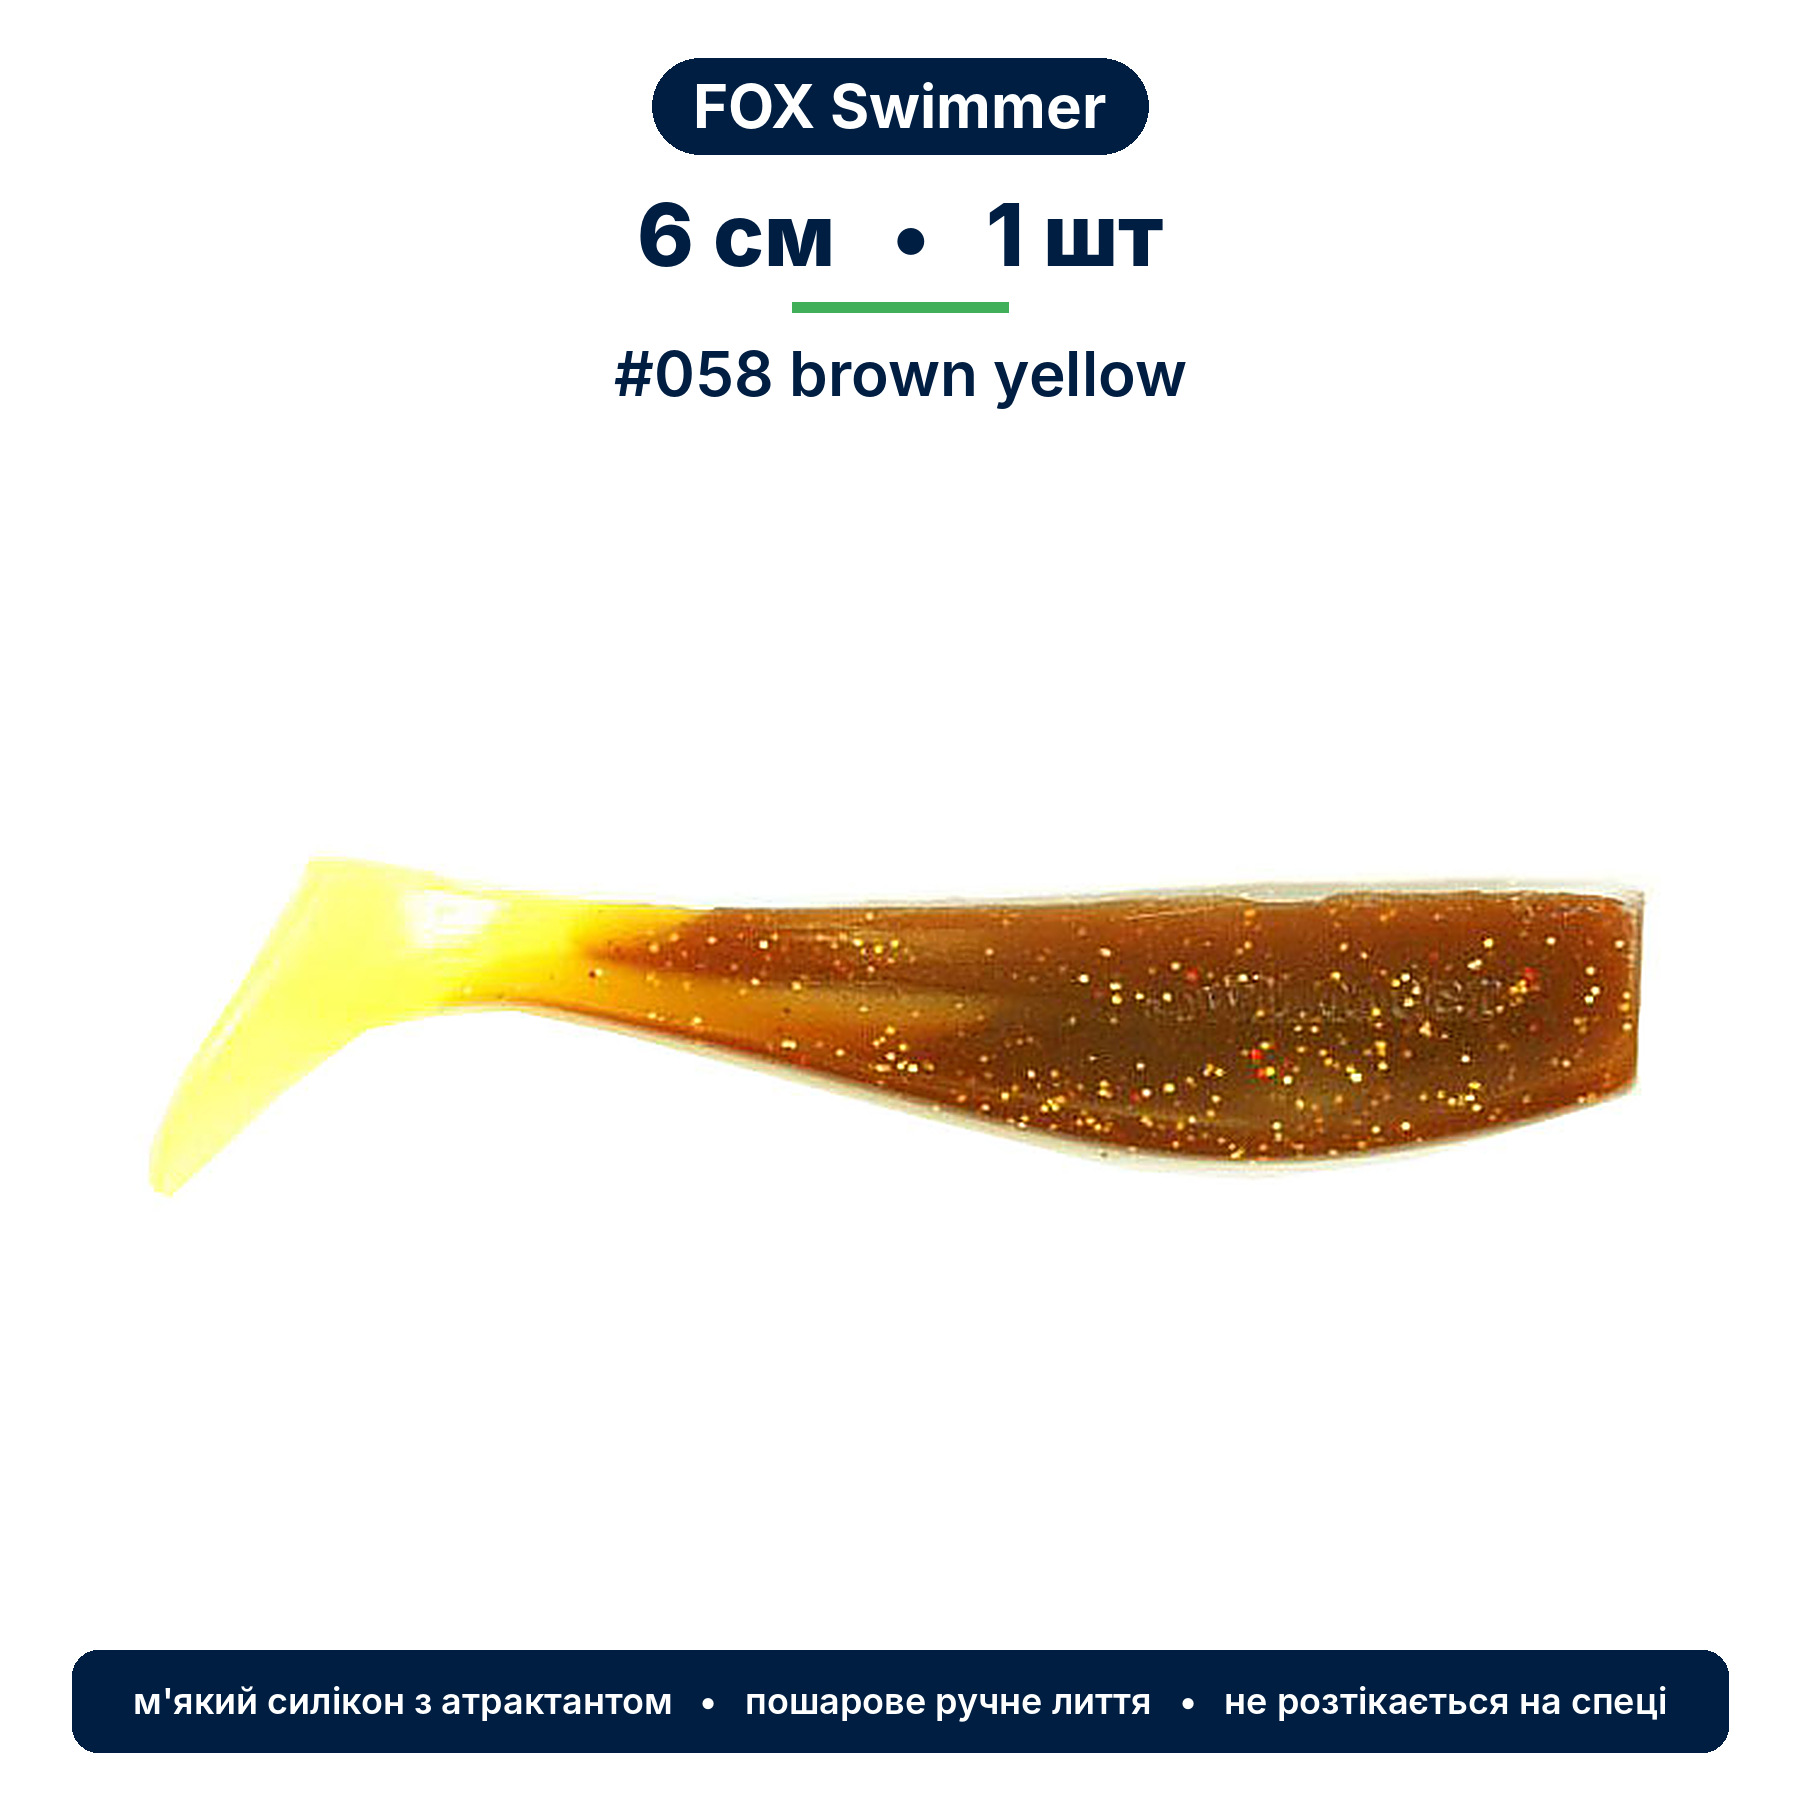 FOX Swimmer
6 см • 1 шт
#058 brown yellow
м'який силікон з атрактантом • пошарове ручне лиття • не розтікається на спеці